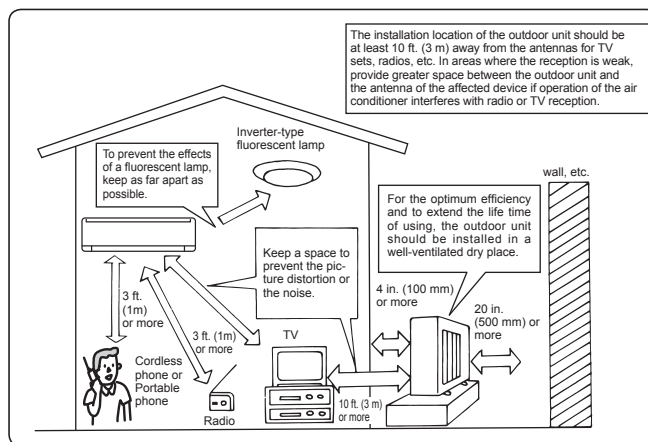 The installation location of the outdoor unit should be
at least 10 ft. (3 m) away from the antennas for TV
sets, radios, etc. In areas where the reception is weak,
provide greater space between the outdoor unit and
the antenna of the affected device if operation of the air
conditioner interferes with radio or TV reception.
Inverter-type
fluorescent lamp
To prevent the effects
of a fluorescent lamp,
keep as far apart as
possible.
wall, etc.
For the optimum efficiency
and to extend the life time
of using, the outdoor unit
should be installed in a
well-ventilated dry place.
Keep a space to
prevent the pic-
ture distortion or
the noise.
4 in. (100 mm)
or more
20 in.
(500 mm) or
more
3 ft.
(1m)
or more
3 ft. (1m)
or more
TV
Cordless
phone or
Portable
phone
Radio
10 ft. (3 m)
or more